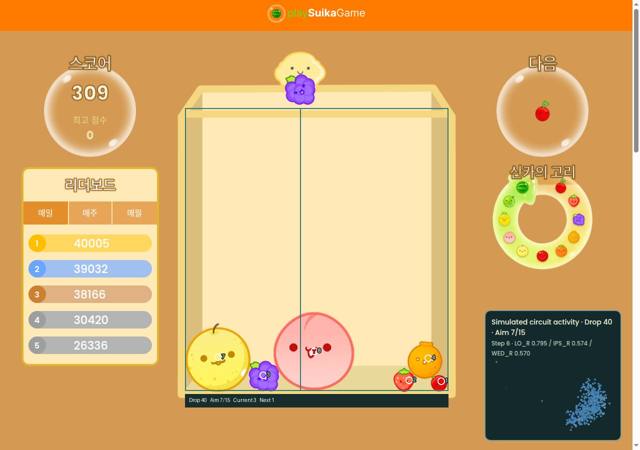 playSuikaGame
스코어
309
최고 점수
0
리더보드
매일 매주 매월
1 40005
2 39032
3 38166
4 30420
5 26336
다음
산가의 고리
Simulated circuit activity · Drop 40
· Aim 7/15
Step 6 · LO_R 0.795 / IPS_R 0.574 /
WED_R 0.570
Drop 40 Aim 7/15 Current 3 Next 1